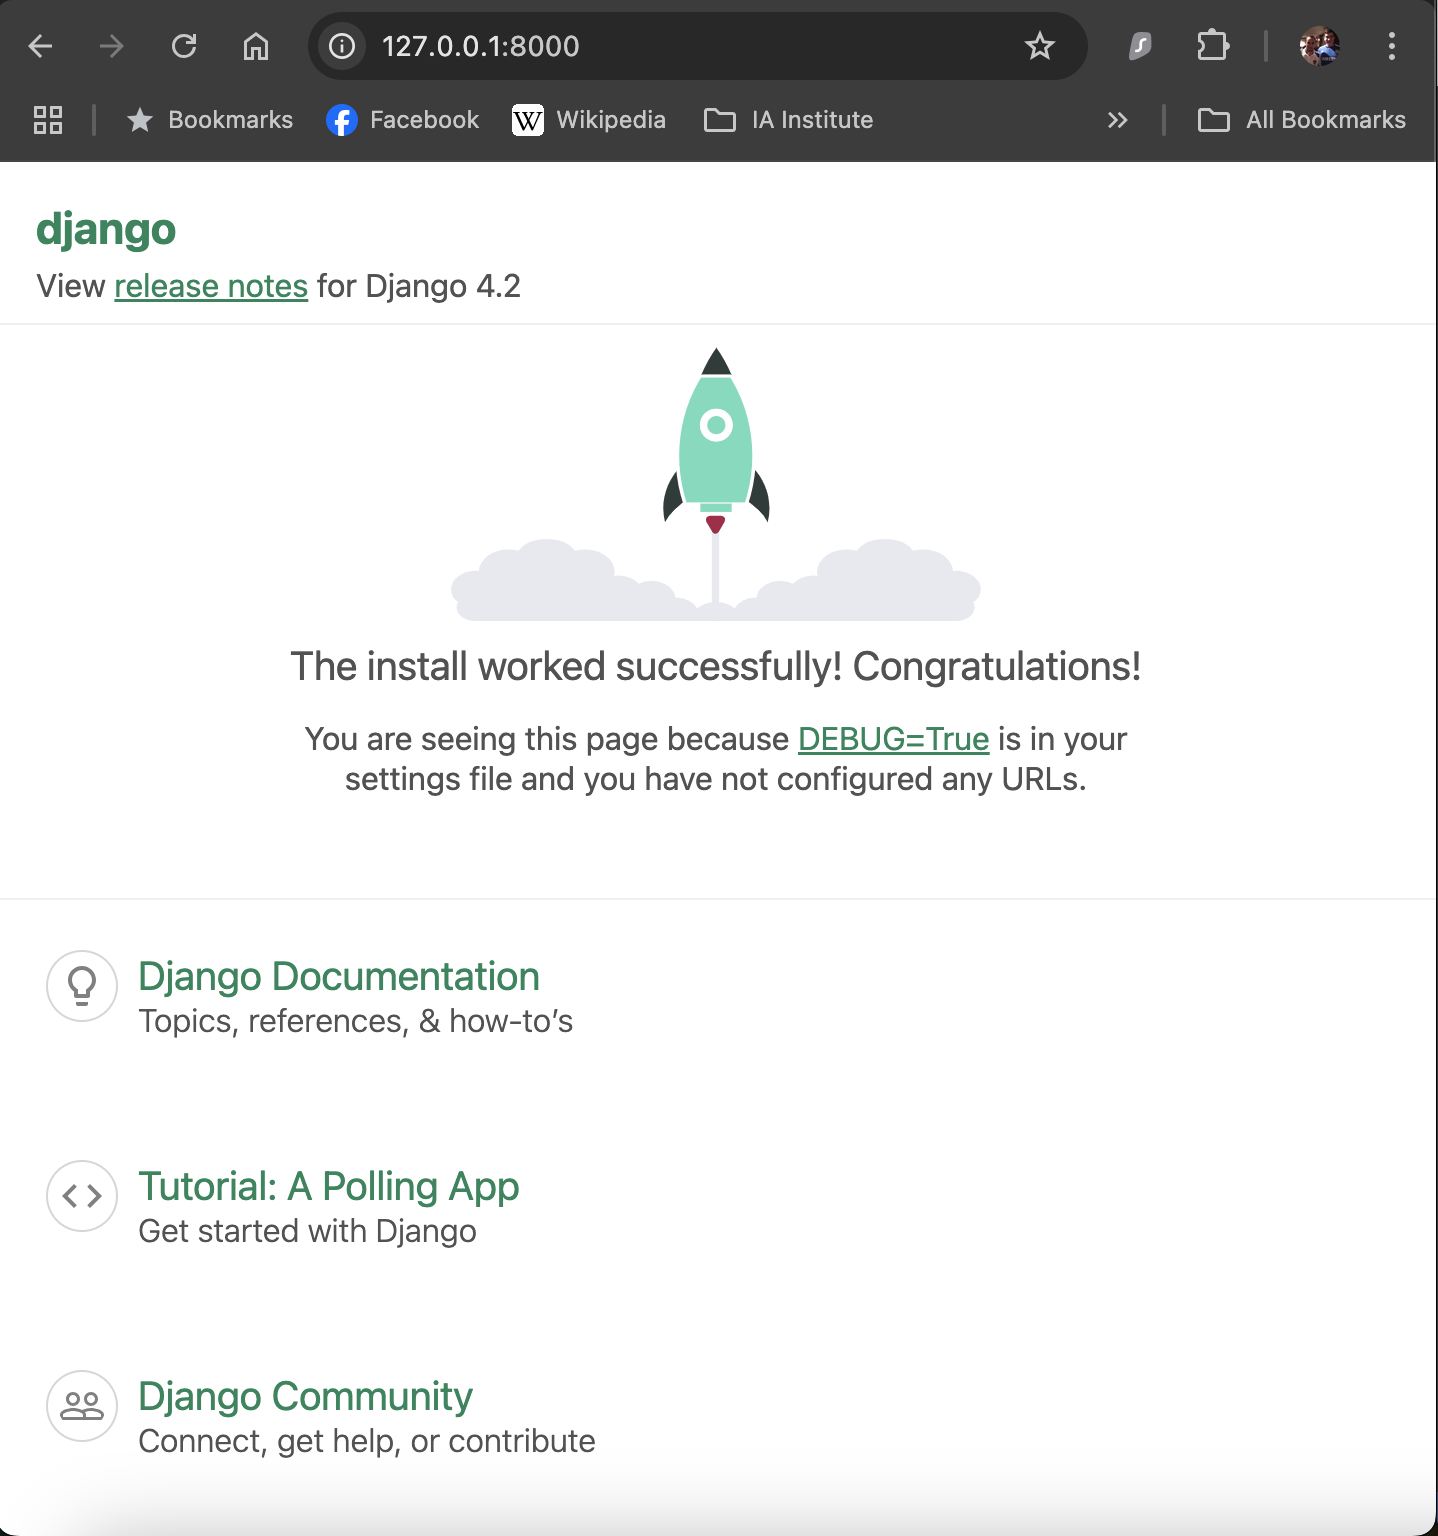 127.0.0.1:8000
Bookmarks Facebook W Wikipedia IA Institute » All Bookmarks
django
View release notes for Django 4.2
The install worked successfully! Congratulations!
You are seeing this page because DEBUG=True is in your
settings file and you have not configured any URLs.
Django Documentation
Topics, references, & how-to’s
Tutorial: A Polling App
Get started with Django
Django Community
Connect, get help, or contribute